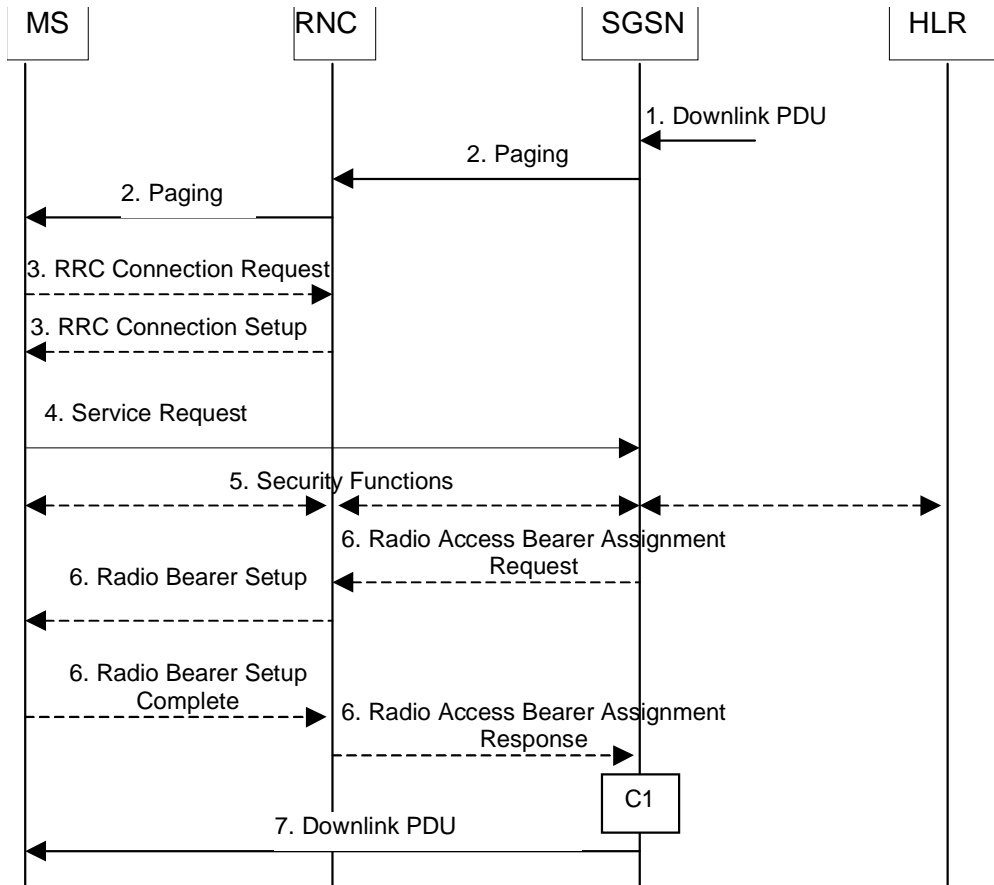 MS
RNC
SGSN
HLR
1. Downlink PDU
2. Paging
2. Paging
3. RRC Connection Request
3. RRC Connection Setup
4. Service Request
5. Security Functions
6. Radio Access Bearer Assignment
Request
6. Radio Bearer Setup
6. Radio Bearer Setup
Complete
6. Radio Access Bearer Assignment
Response
C1
7. Downlink PDU